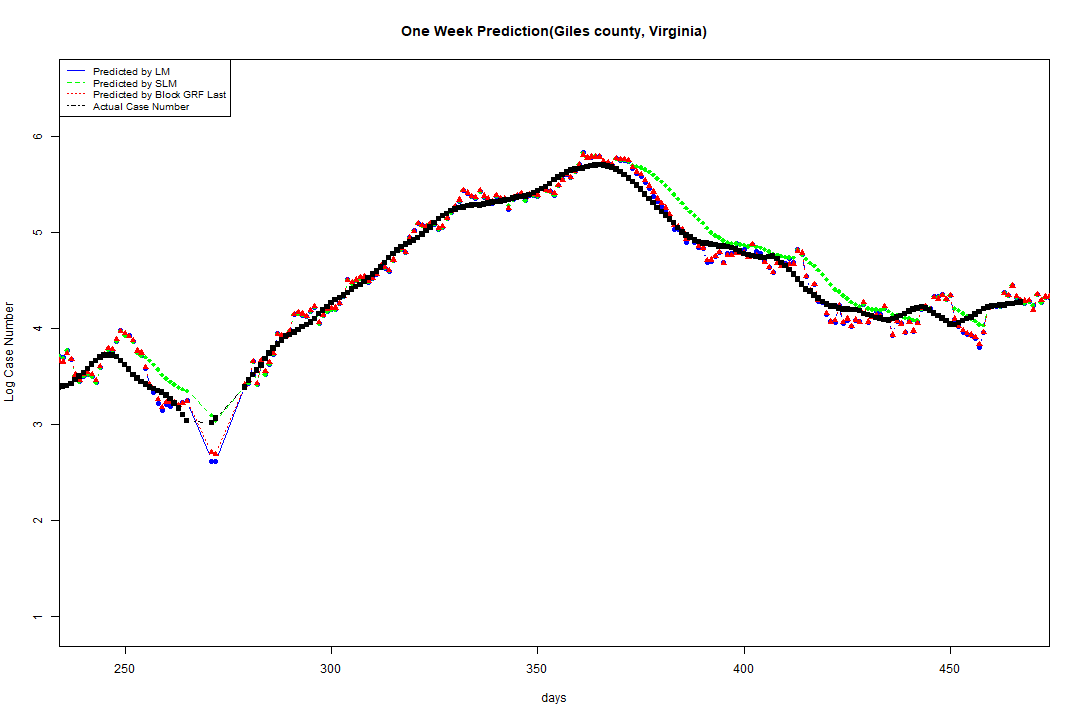 One Week Prediction(Giles county, Virginia)
Predicted by LM
Predicted by SLM
Predicted by Block GRF Last
Actual Case Number
Log Case Number
6
5
4
3
2
1
250 300 350 400 450
days